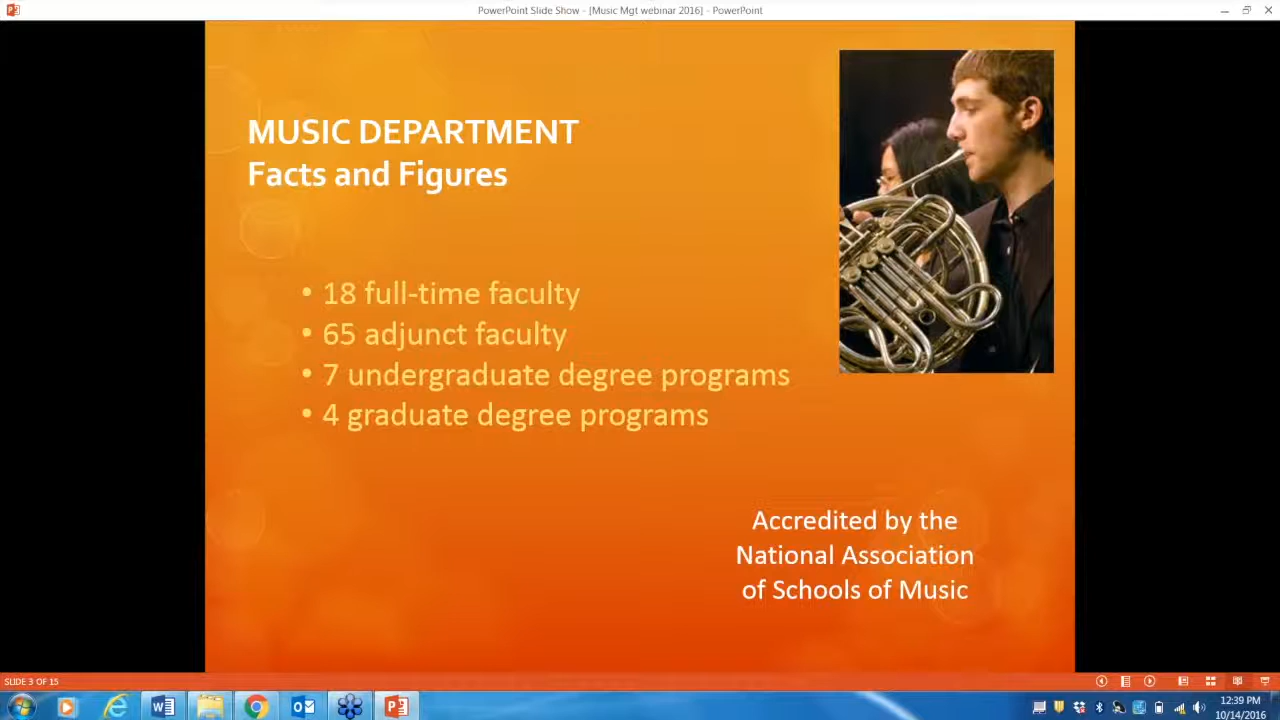 PowerPoint Slide Show - [Music Mgt webinar 2016] - PowerPoint
MUSIC DEPARTMENT
Facts and Figures
• 18 full-time faculty
• 65 adjunct faculty
• 7 undergraduate degree programs
• 4 graduate degree programs
Accredited by the
National Association
of Schools of Music
SLIDE 3 OF 15
12:39 PM
10/14/2016